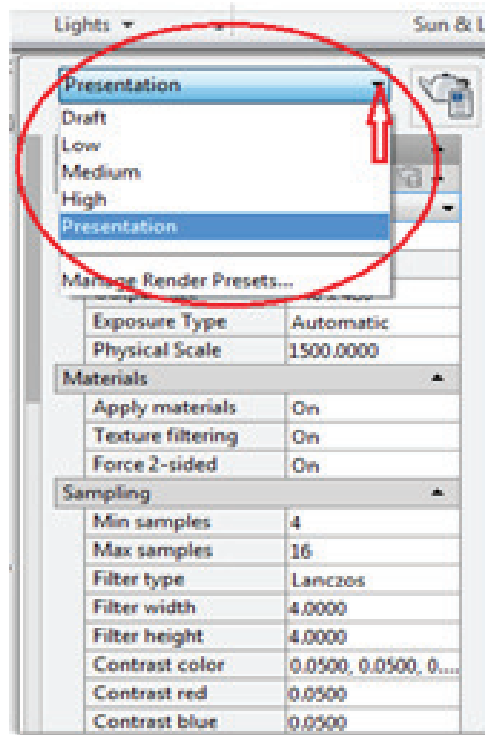 Lights Sun & L
Presentation
Draft
Low
Medium
High
Presentation
Manage Render Presets...
Exposure Type Automatic
Physical Scale 1500.0000
Materials
Apply materials On
Texture filtering On
Force 2-sided On
Sampling
Min samples 4
Max samples 16
Filter type Lanczos
Filter width 4.0000
Filter height 4.0000
Contrast color 0.0500, 0.0500, 0....
Contrast red 0.0500
Contrast blue 0.0500